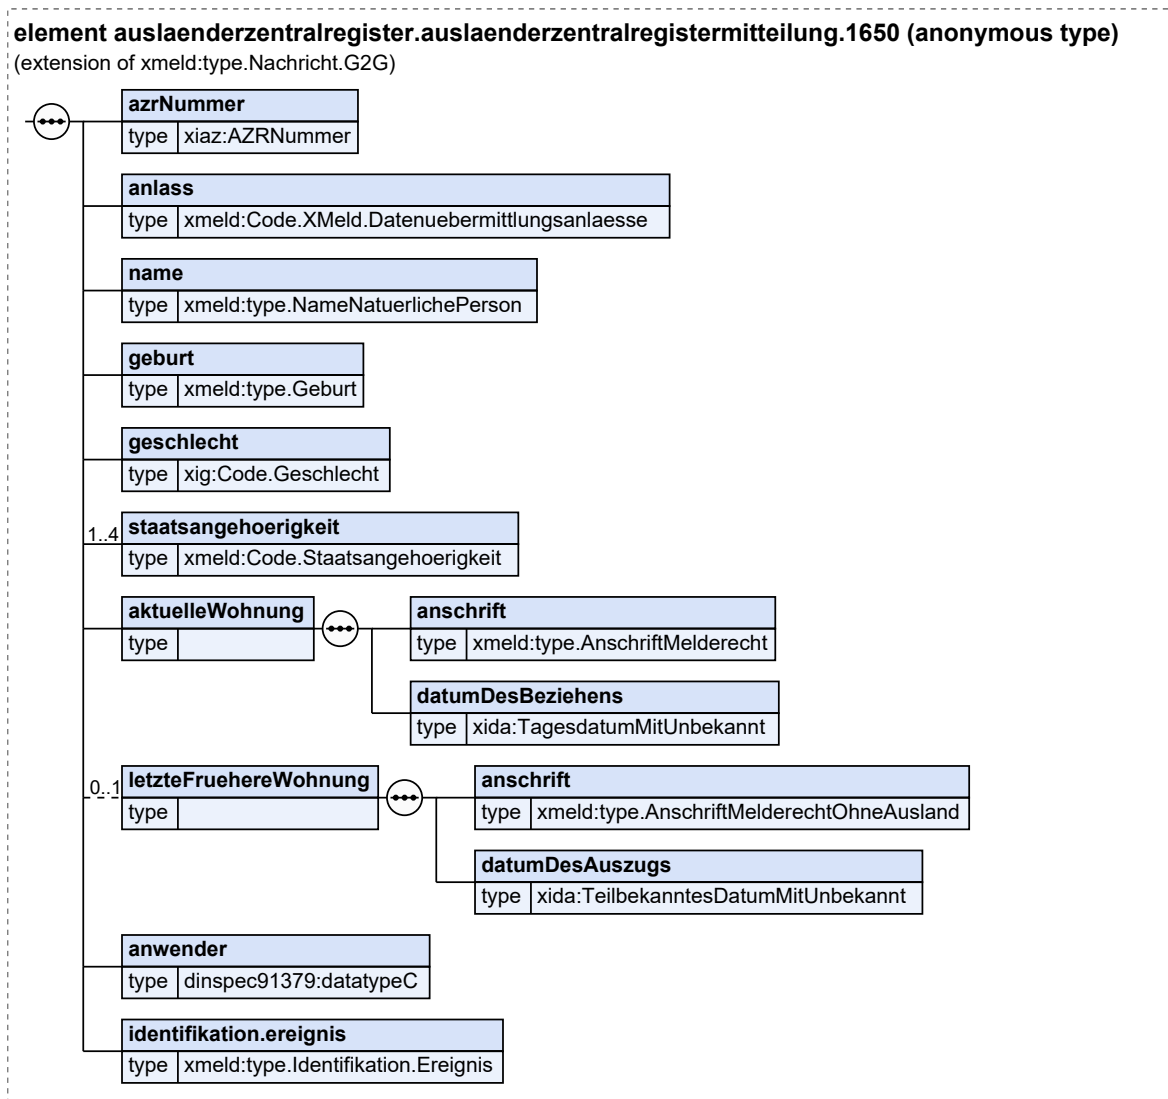 element auslaenderzentralregister.auslaenderzentralregistermitteilung.1650 (anonymous type)
(extension of xmeld:type.Nachricht.G2G)
azrNummer
type xiaz:AZRNummer
anlass
type xmeld:Code.XMeld.Datenuebermittlungsanlaesse
name
type xmeld:type.NameNatuerlichePerson
geburt
type xmeld:type.Geburt
geschlecht
type xig:Code.Geschlecht
1..4 staatsangehoerigkeit
type xmeld:Code.Staatsangehoerigkeit
aktuelleWohnung
type
anschrift
type xmeld:type.AnschriftMelderecht
datumDesBeziehens
type xida:TagesdatumMitUnbekannt
0..1 letzteFruehereWohnung
type
anschrift
type xmeld:type.AnschriftMelderechtOhneAusland
datumDesAuszugs
type xida:TeilbekanntesDatumMitUnbekannt
anwender
type dinspec91379:datatypeC
identifikation.ereignis
type xmeld:type.Identifikation.Ereignis